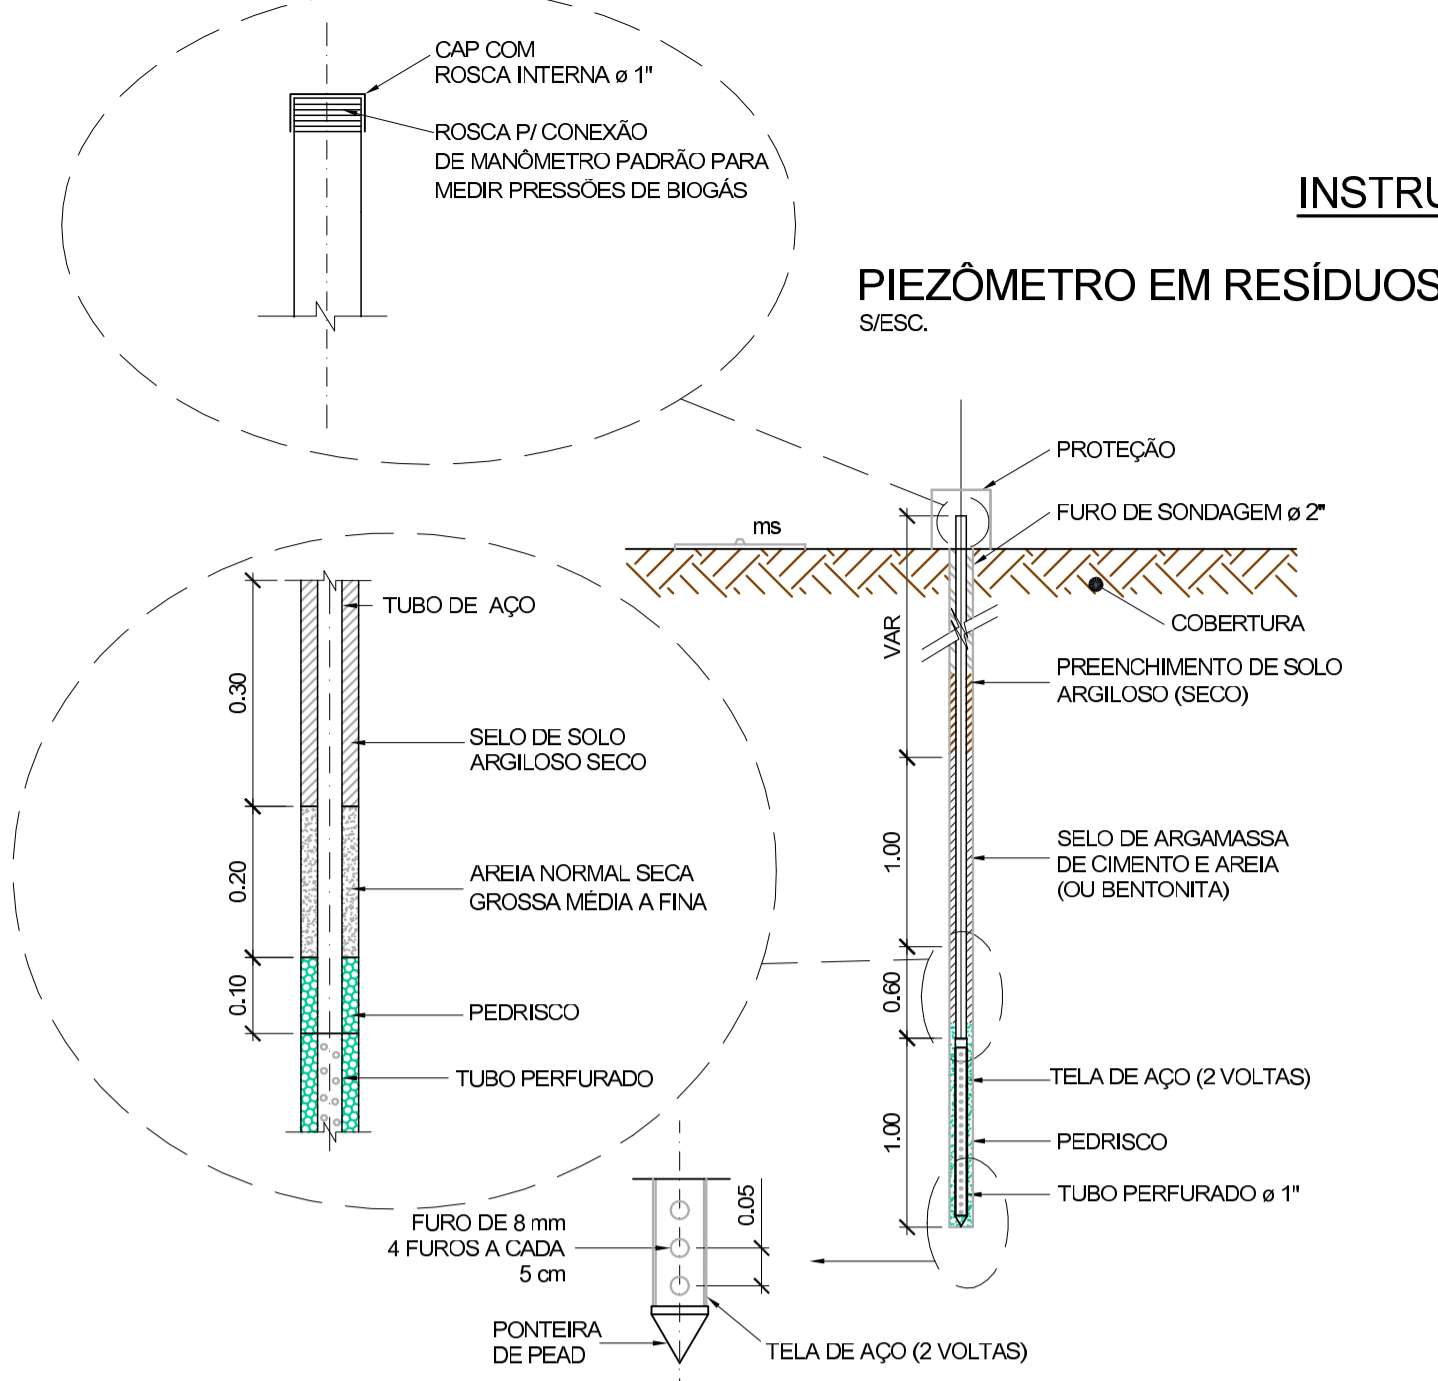 CAP COM
ROSCA INTERNA ø 1"
ROSCA P/ CONEXÃO
DE MANÔMETRO PADRÃO PARA
MEDIR PRESSÕES DE BIOGÁS
INSTRU
PIEZÔMETRO EM RESÍDUOS
S/ESC.
PROTEÇÃO
FURO DE SONDAGEM ø 2"
ms
COBERTURA
VAR
PREENCHIMENTO DE SOLO
ARGILOSO (SECO)
1.00
SELO DE ARGAMASSA
DE CIMENTO E AREIA
(OU BENTONITA)
0.60
1.00
TELA DE AÇO (2 VOLTAS)
PEDRISCO
TUBO PERFURADO ø 1"
TUBO DE AÇO
0.30
SELO DE SOLO
ARGILOSO SECO
0.20
AREIA NORMAL SECA
GROSSA MÉDIA A FINA
0.10
PEDRISCO
TUBO PERFURADO
0.05
FURO DE 8 mm
4 FUROS A CADA
5 cm
PONTEIRA
DE PEAD
TELA DE AÇO (2 VOLTAS)